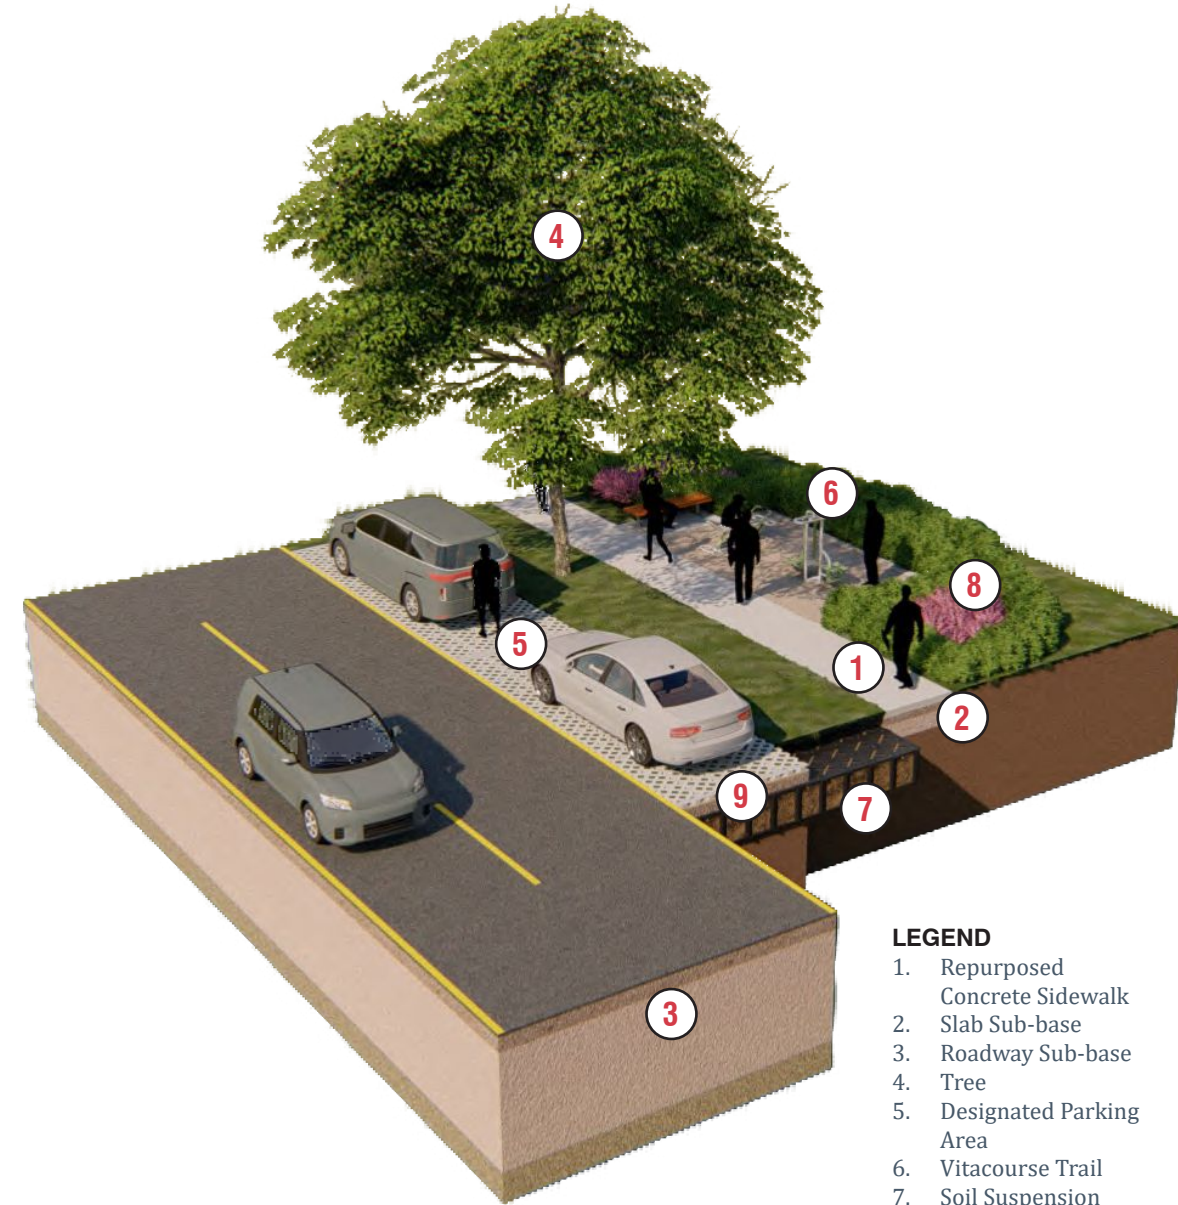 4
6
8
5
1
2
9
7
3
LEGEND
1. Repurposed
Concrete Sidewalk
2. Slab Sub-base
3. Roadway Sub-base
4. Tree
5. Designated Parking
Area
6. Vitacourse Trail
7. Soil Suspension